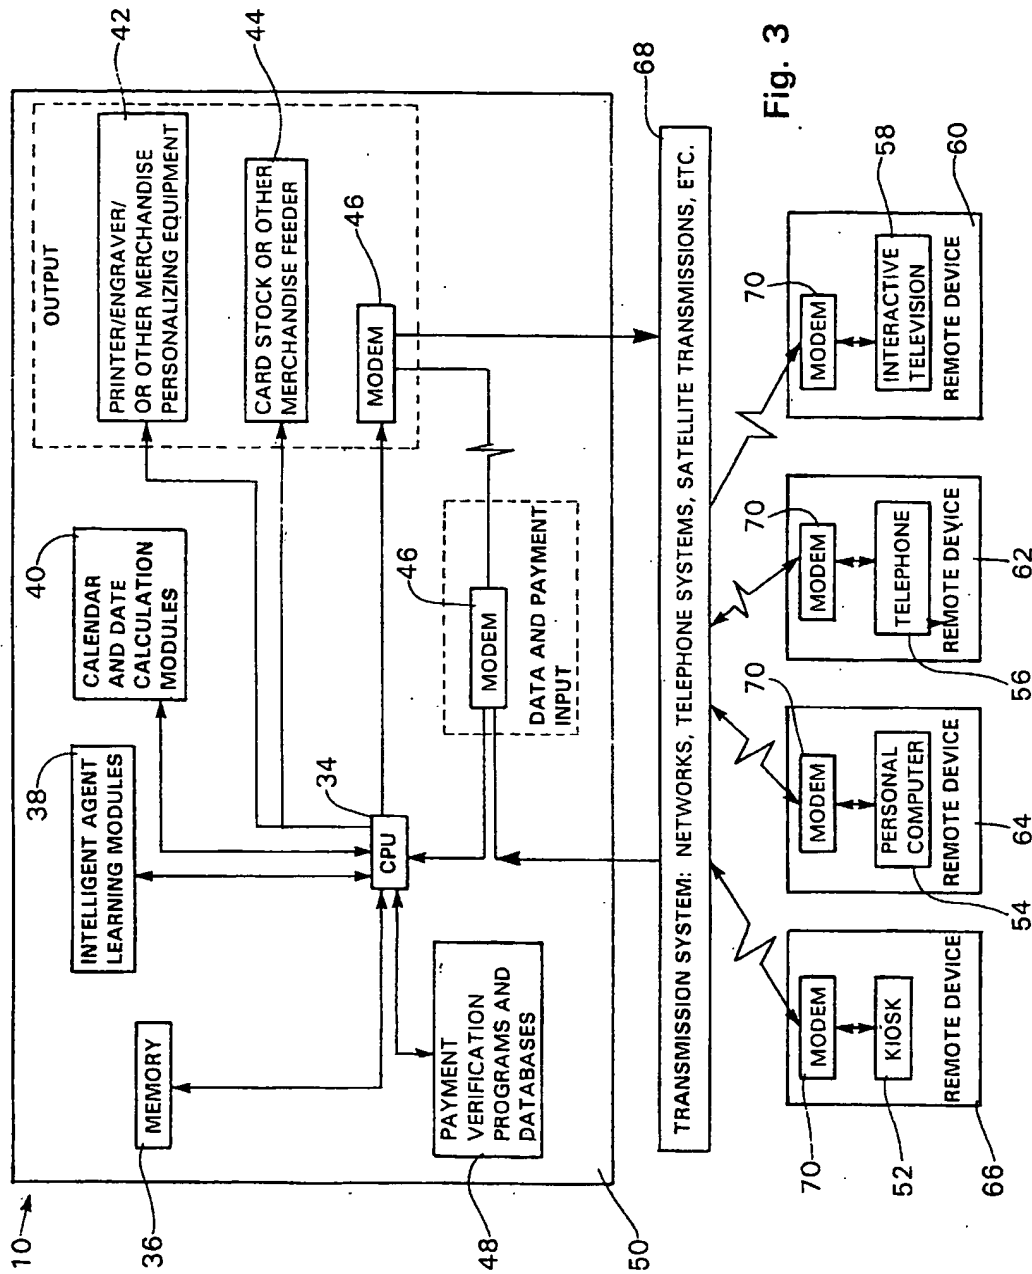 10
36
MEMORY
38
INTELLIGENT AGENT
LEARNING MODULES
40
CALENDAR
AND DATE
CALCULATION
MODULES
OUTPUT
42
PRINTER/ENGRAVER/
OR OTHER MERCHANDISE
PERSONALIZING EQUIPMENT
44
CARD STOCK OR OTHER
MERCHANDISE FEEDER
46
MODEM
34
CPU
46
MODEM
DATA AND PAYMENT
INPUT
48
PAYMENT
VERIFICATION
PROGRAMS AND
DATABASES
50
68
TRANSMISSION SYSTEM: NETWORKS, TELEPHONE SYSTEMS, SATELLITE TRANSMISSIONS, ETC.
70
MODEM
52
KIOSK
REMOTE DEVICE
66
70
MODEM
54
PERSONAL
COMPUTER
REMOTE DEVICE
64
70
MODEM
56
TELEPHONE
REMOTE DEVICE
62
70
MODEM
58
INTERACTIVE
TELEVISION
REMOTE DEVICE
60
Fig. 3